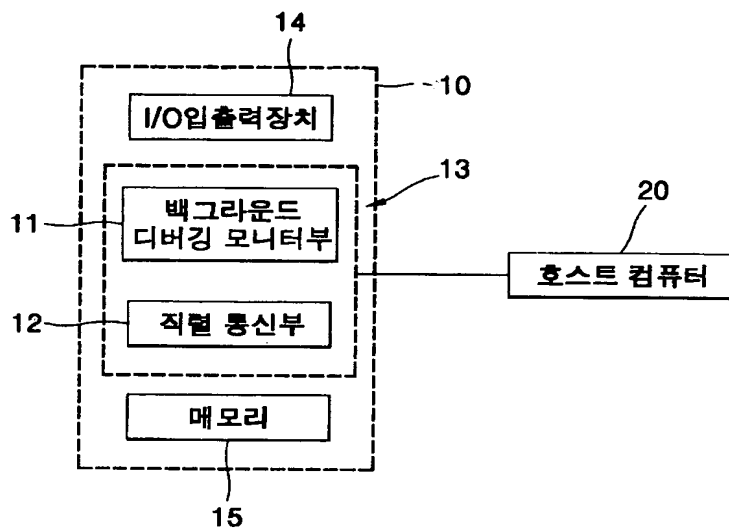 14
10
I/O입출력장치
13
11
백그라운드
디버깅 모니터부
20
호스트 컴퓨터
12
직렬 통신부
매모리
15